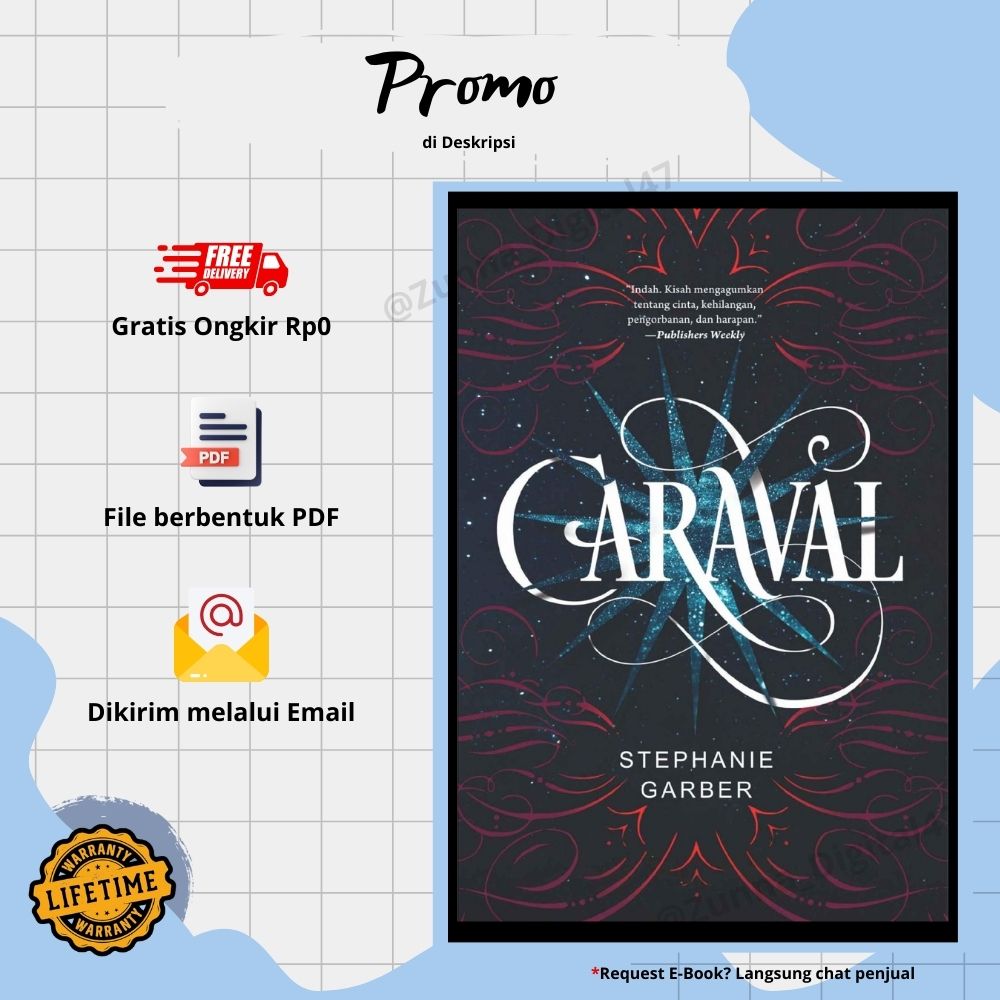 Promo
di Deskripsi
FREE
DELIVERY
Gratis Ongkir Rp0
PDF
File berbentuk PDF
@
Dikirim melalui Email
WARRANTY
LIFETIME
WARRANTY
"Indah. Kisah mengagumkan
tentang cinta, kehilangan,
pengorbanan, dan harapan."
—Publishers Weekly
CARAVAL
STEPHANIE
GARBER
*Request E-Book? Langsung chat penjual